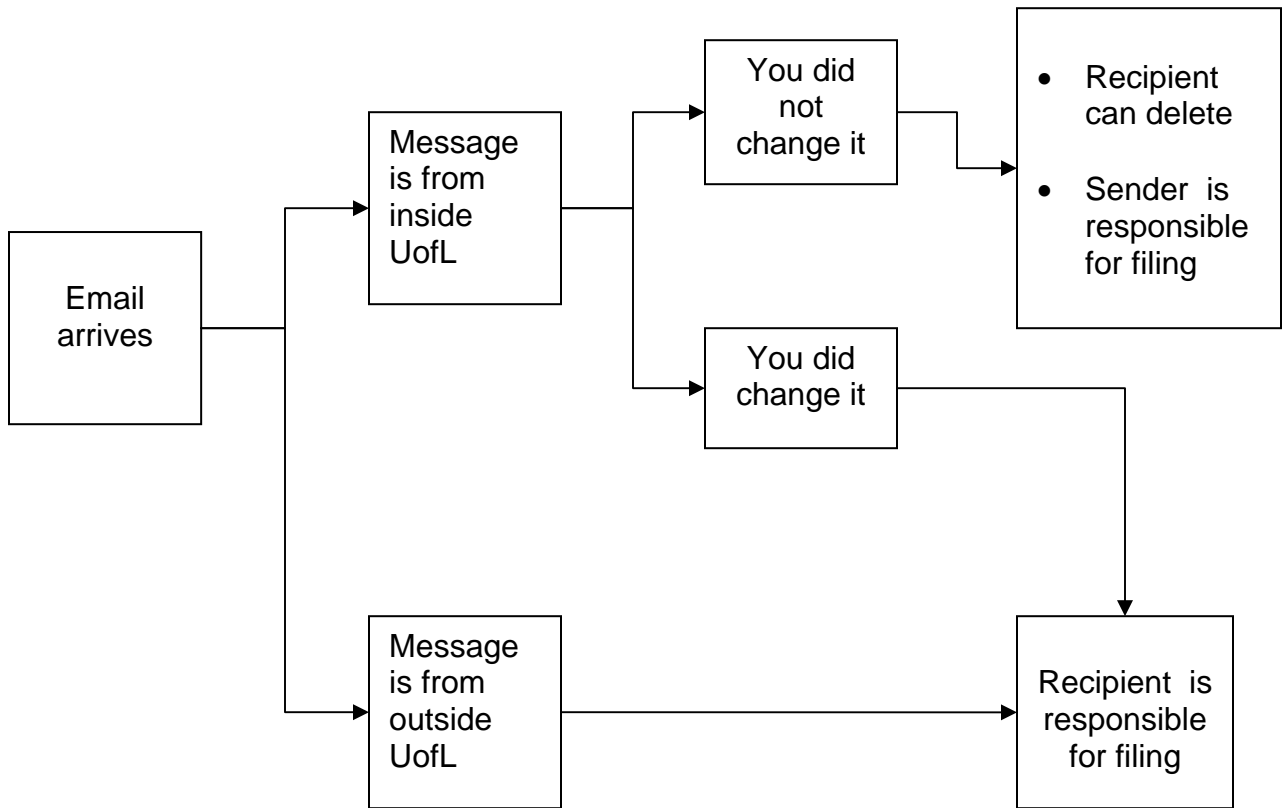 Email
arrives
Message
is from
inside
UofL
You did
not
change it
• Recipient
can delete
• Sender is
responsible
for filing
You did
change it
Message
is from
outside
UofL
Recipient is
responsible
for filing